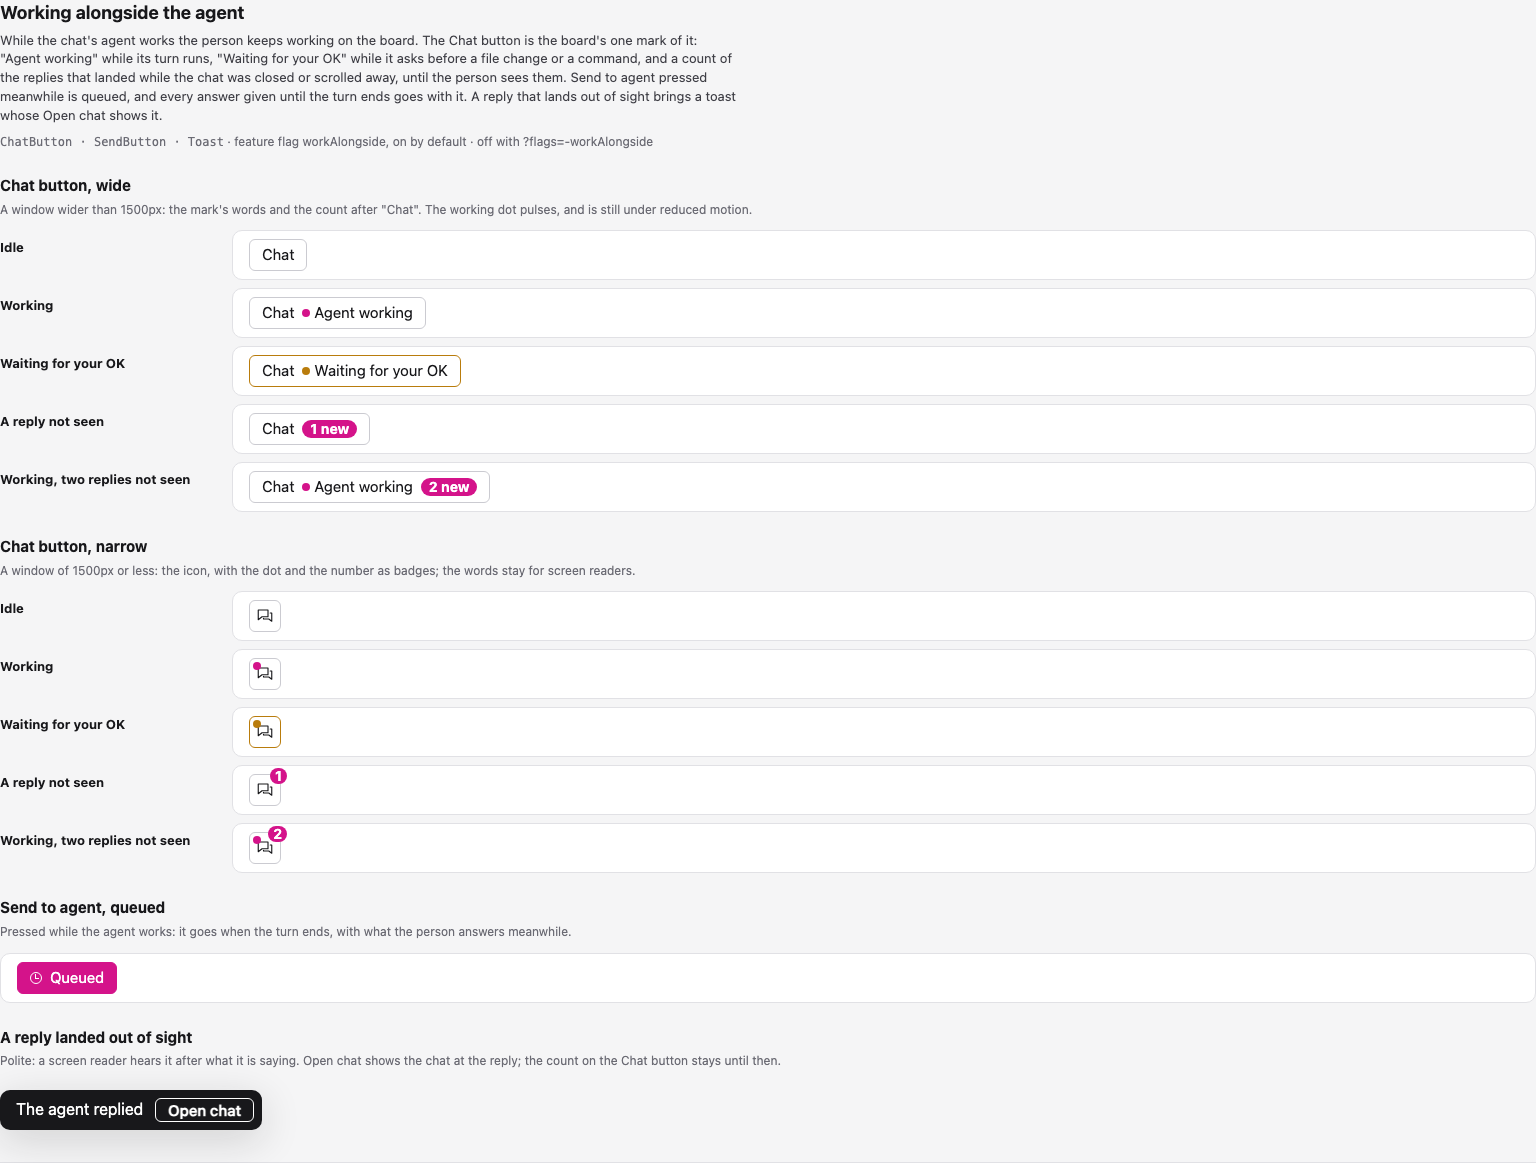 Working alongside the agent
While the chat's agent works the person keeps working on the board. The Chat button is the board's one mark of it:
"Agent working" while its turn runs, "Waiting for your OK" while it asks before a file change or a command, and a count of
the replies that landed while the chat was closed or scrolled away, until the person sees them. Send to agent pressed
meanwhile is queued, and every answer given until the turn ends goes with it. A reply that lands out of sight brings a toast
whose Open chat shows it.
ChatButton · SendButton · Toast · feature flag workAlongside, on by default · off with ?flags=-workAlongside
Chat button, wide
A window wider than 1500px: the mark's words and the count after "Chat". The working dot pulses, and is still under reduced motion.
Idle
Chat
Working
Chat Agent working
Waiting for your OK
Chat Waiting for your OK
A reply not seen
Chat 1 new
Working, two replies not seen
Chat Agent working 2 new
Chat button, narrow
A window of 1500px or less: the icon, with the dot and the number as badges; the words stay for screen readers.
Idle
Working
Waiting for your OK
A reply not seen
1
Working, two replies not seen
2
Send to agent, queued
Pressed while the agent works: it goes when the turn ends, with what the person answers meanwhile.
Queued
A reply landed out of sight
Polite: a screen reader hears it after what it is saying. Open chat shows the chat at the reply; the count on the Chat button stays until then.
The agent replied Open chat